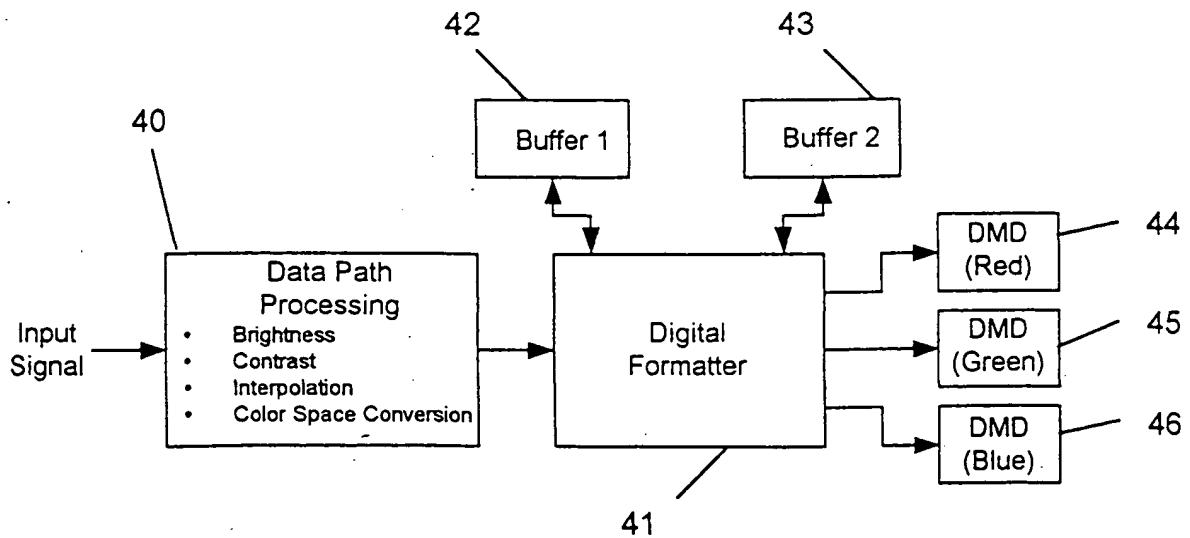 42
43
40
Buffer 1
Buffer 2
44
DMD
(Red)
Data Path
Processing
• Brightness
• Contrast
• Interpolation
• Color Space Conversion
Input
Signal
Digital
Formatter
45
DMD
(Green)
46
DMD
(Blue)
41